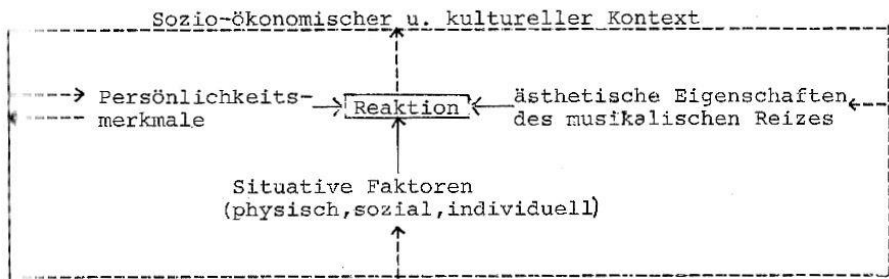 Sozio-ökonomischer u. kultureller Kontext
Persönlichkeits-
merkmale
Reaktion
ästhetische Eigenschaften
des musikalischen Reizes
Situative Faktoren
(physisch,sozial,individuell)